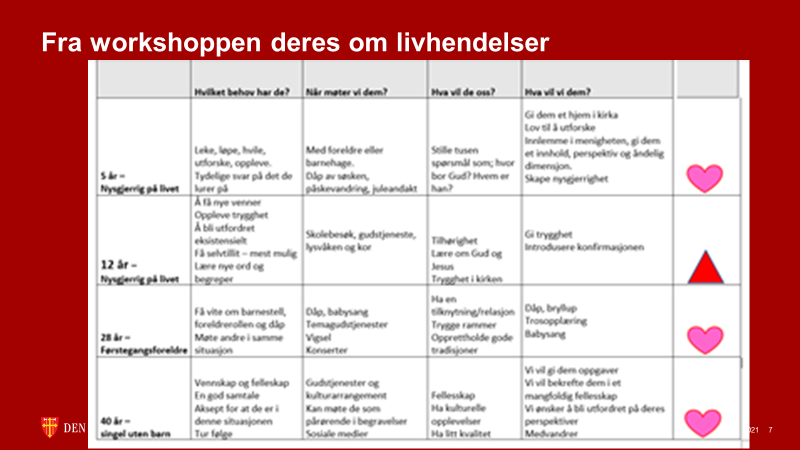 Fra workshoppen deres om livhendelser
Hvilket behov har de?
Når møter vi dem?
Hva vil de oss?
Hva vil vi dem?
5 år –
Nysgjerrig på livet
Leke, løpe, hvile,
utforske, oppleve.
Tydelige svar på det de
lurer på
Med foreldre eller
barnehage.
Dåp av søsken,
påskevandring, juleandakt
Stille tusen
spørsmål som; hvor
bor Gud? Hvem er
han?
Gi dem et hjem i kirka
Lov til å utforske
Innlemme i menigheten, gi dem
et innhold, perspektiv og åndelig
dimensjon.
Skape nysgjerrighet
12 år –
Nysgjerrig på livet
Å få nye venner
Oppleve trygghet
Å bli utfordret
eksistensielt
Få selvtillit – mest mulig
Lære nye ord og
begreper
Skolebesøk, gudstjeneste,
lysvåken og kor
Tilhørighet
Lære om Gud og
Jesus
Trygghet i kirken
Gi trygghet
Introdusere konfirmasjonen
28 år –
Førstegangsforeldre
Få vite om barnestell,
foreldrerollen og dåp
Møte andre i samme
situasjon
Dåp, babysang
Temagudstjenester
Vigsel
Konserter
Ha en
tilknytning/relasjon
Trygge rammer
Opprettholde gode
tradisjoner
Dåp, bryllup
Trosopplæring
Babysang
40 år –
singel uten barn
Vennskap og felleskap
En god samtale
Aksept for at de er i
denne situasjonen
Tur følge
Gudstjenester og
kulturarrangement
Kan møte de som
pårørende i begravelser
Sosiale medier
Fellesskap
Ha kulturelle
opplevelser
Ha litt kvalitet
Vi vil gi dem oppgaver
Vi vil bekrefte dem i et
mangfoldig fellesskap
Vi ønsker å bli utfordret på deres
perspektiver
Medvandrer
DEN
021 7